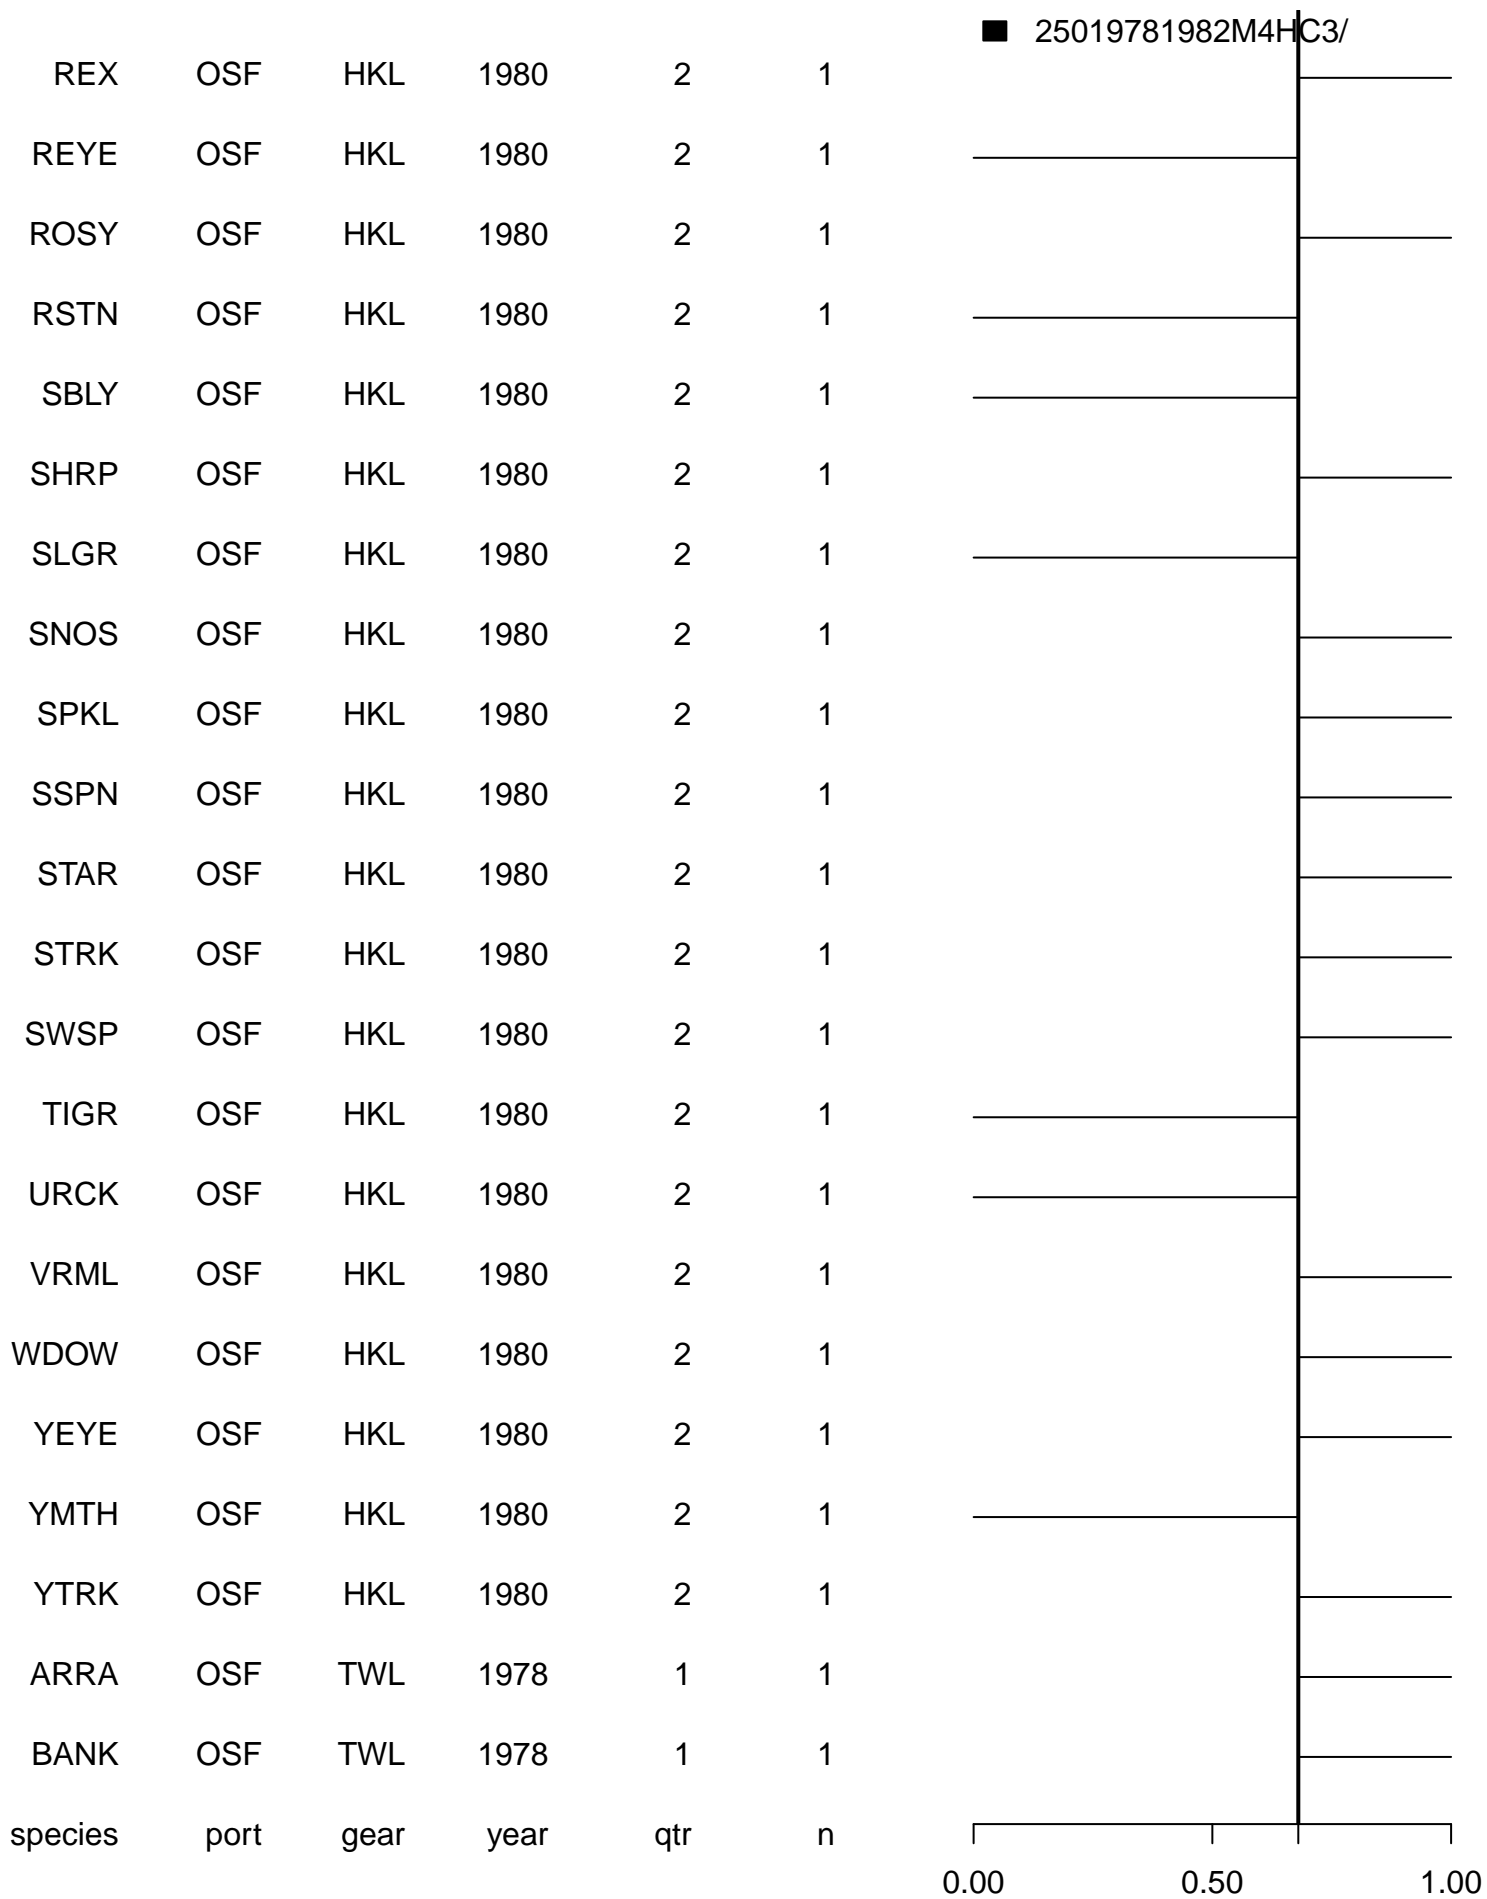 25019781982M4HC3/
REX OSF HKL 1980 2 1
REYE OSF HKL 1980 2 1
ROSY OSF HKL 1980 2 1
RSTN OSF HKL 1980 2 1
SBLY OSF HKL 1980 2 1
SHRP OSF HKL 1980 2 1
SLGR OSF HKL 1980 2 1
SNOS OSF HKL 1980 2 1
SPKL OSF HKL 1980 2 1
SSPN OSF HKL 1980 2 1
STAR OSF HKL 1980 2 1
STRK OSF HKL 1980 2 1
SWSP OSF HKL 1980 2 1
TIGR OSF HKL 1980 2 1
URCK OSF HKL 1980 2 1
VRML OSF HKL 1980 2 1
WDOW OSF HKL 1980 2 1
YEYE OSF HKL 1980 2 1
YMTH OSF HKL 1980 2 1
YTRK OSF HKL 1980 2 1
ARRA OSF TWL 1978 1 1
BANK OSF TWL 1978 1 1
species port gear year qtr n
0.00 0.50 1.00